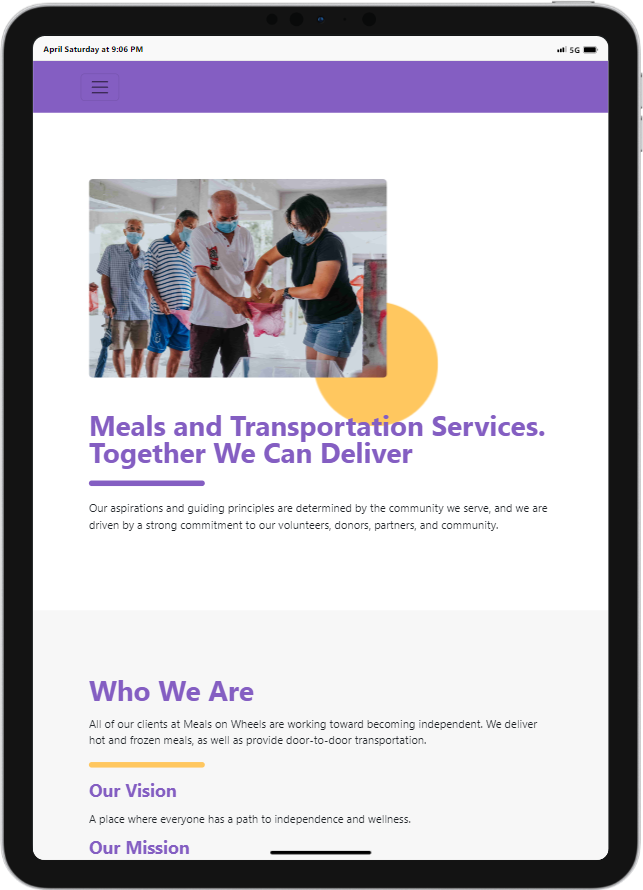 April Saturday at 9:06 PM
5G
Meals and Transportation Services.
Together We Can Deliver
Our aspirations and guiding principles are determined by the community we serve, and we are
driven by a strong commitment to our volunteers, donors, partners, and community.
Who We Are
All of our clients at Meals on Wheels are working toward becoming independent. We deliver
hot and frozen meals, as well as provide door-to-door transportation.
Our Vision
A place where everyone has a path to independence and wellness.
Our Mission